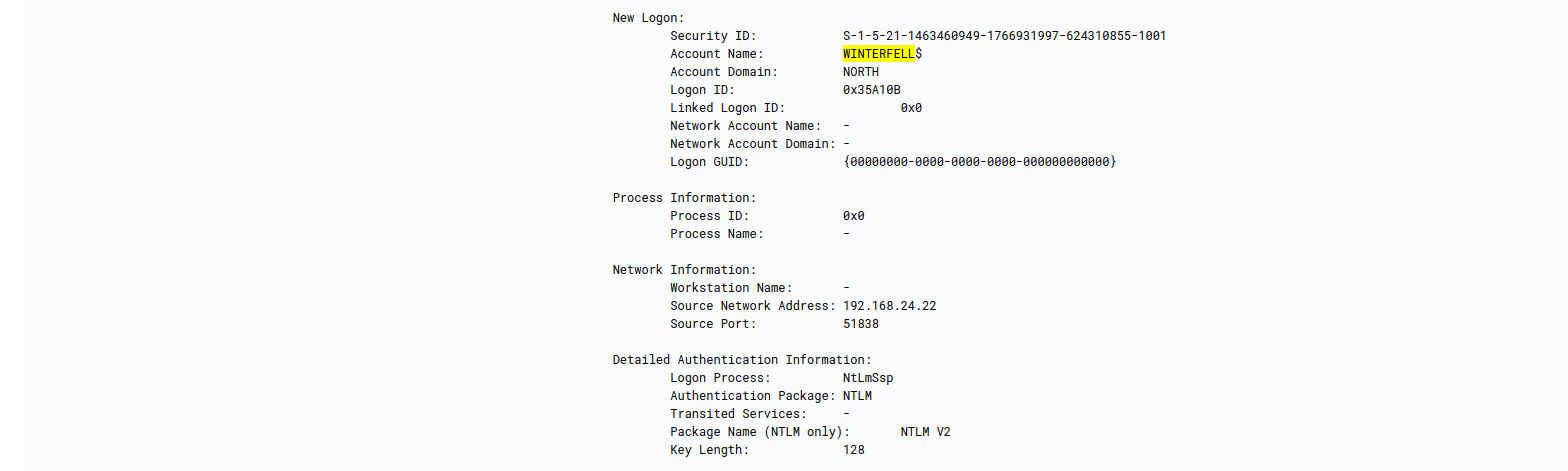 New Logon:
Security ID: S-1-5-21-1463460949-1766931997-624310855-1001
Account Name: WINTERFELL$
Account Domain: NORTH
Logon ID: 0x35A10B
Linked Logon ID: 0x0
Network Account Name: -
Network Account Domain: -
Logon GUID: {00000000-0000-0000-0000-000000000000}
Process Information:
Process ID: 0x0
Process Name: -
Network Information:
Workstation Name: -
Source Network Address: 192.168.24.22
Source Port: 51838
Detailed Authentication Information:
Logon Process: NtLmSsp
Authentication Package: NTLM
Transited Services: -
Package Name (NTLM only): NTLM V2
Key Length: 128